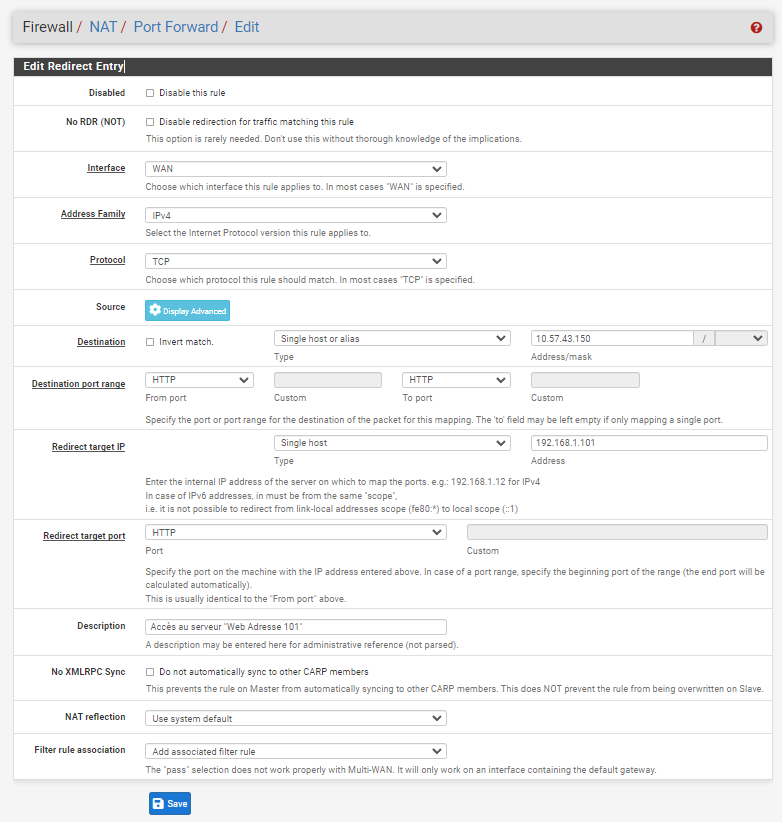 Firewall / NAT / Port Forward / Edit ?
Edit Redirect Entry
Disabled Disable this rule
No RDR (NOT) Disable redirection for traffic matching this rule
This option is rarely needed. Don't use this without thorough knowledge of the implications.
Interface WAN
Choose which interface this rule applies to. In most cases "WAN" is specified.
Address Family IPv4
Select the Internet Protocol version this rule applies to.
Protocol TCP
Choose which protocol this rule should match. In most cases "TCP" is specified.
Source Display Advanced
Destination Invert match. Single host or alias 10.57.43.150 /
Type Address/mask
Destination port range HTTP HTTP
From port Custom To port Custom
Specify the port or port range for the destination of the packet for this mapping. The 'to' field may be left empty if only mapping a single port.
Redirect target IP Single host 192.168.1.101
Type Address
Enter the internal IP address of the server on which to map the ports. e.g.: 192.168.1.12 for IPv4
In case of IPv6 addresses, in must be from the same "scope",
i.e. it is not possible to redirect from link-local addresses scope (fe80:*) to local scope (::1)
Redirect target port HTTP
Port Custom
Specify the port on the machine with the IP address entered above. In case of a port range, specify the beginning port of the range (the end port will be
calculated automatically).
This is usually identical to the "From port" above.
Description Accès au serveur "Web Adresse 101"
A description may be entered here for administrative reference (not parsed).
No XMLRPC Sync Do not automatically sync to other CARP members
This prevents the rule on Master from automatically syncing to other CARP members. This does NOT prevent the rule from being overwritten on Slave.
NAT reflection Use system default
Filter rule association Add associated filter rule
The "pass" selection does not work properly with Multi-WAN. It will only work on an interface containing the default gateway.
Save